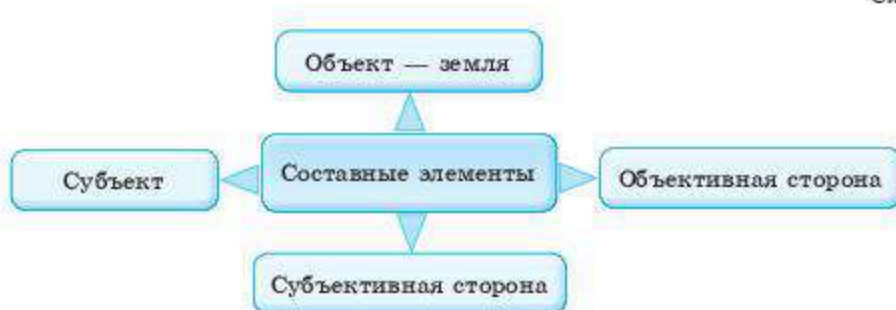 Объект — земля
Субъект
Составные элементы
Объективная сторона
Субъективная сторона